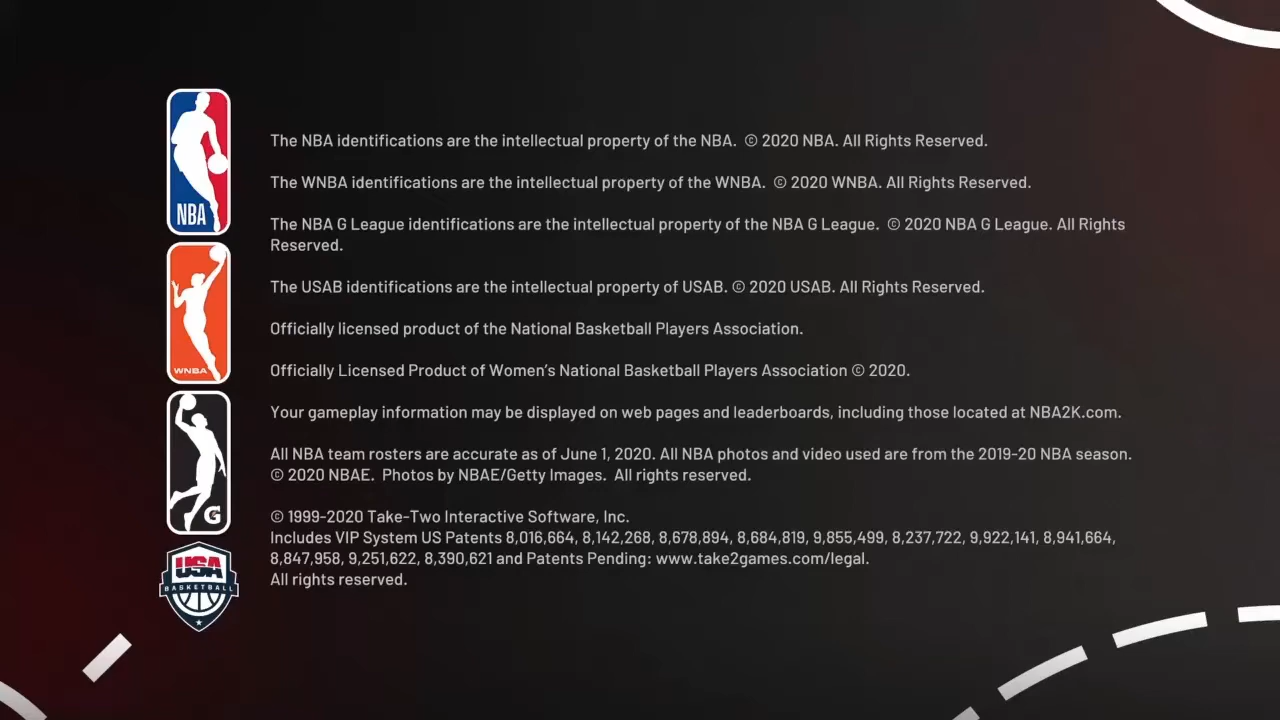 NBA
The NBA identifications are the intellectual property of the NBA.  © 2020 NBA. All Rights Reserved.
The WNBA identifications are the intellectual property of the WNBA.  © 2020 WNBA. All Rights Reserved.
The NBA G League identifications are the intellectual property of the NBA G League.  © 2020 NBA G League. All Rights
Reserved.
The USAB identifications are the intellectual property of USAB. © 2020 USAB. All Rights Reserved.
Officially licensed product of the National Basketball Players Association.
WNBA
Officially Licensed Product of Women’s National Basketball Players Association © 2020.
Your gameplay information may be displayed on web pages and leaderboards, including those located at NBA2K.com.
All NBA team rosters are accurate as of June 1, 2020. All NBA photos and video used are from the 2019-20 NBA season.
© 2020 NBAE.  Photos by NBAE/Getty Images.  All rights reserved.
G
© 1999-2020 Take-Two Interactive Software, Inc.
Includes VIP System US Patents 8,016,664, 8,142,268, 8,678,894, 8,684,819, 9,855,499, 8,237,722, 9,922,141, 8,941,664,
8,847,958, 9,251,622, 8,390,621 and Patents Pending: www.take2games.com/legal.
All rights reserved.
USA
BASKETBALL